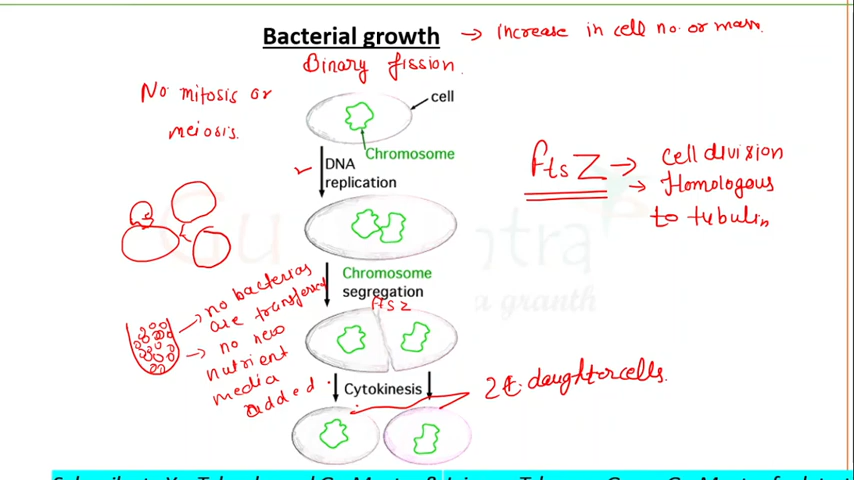 Bacterial growth → Increase in cell no. or mass.
Binary fission.
No mitosis or
meiosis.
cell
Chromosome
DNA
replication
FtsZ → cell division
→ Homologous
to tubulin
Chromosome
segregation
Fts Z
→ no bacterias
are transferred
→ no new
nutrient
media
added.
Cytokinesis
2 daughter cells.